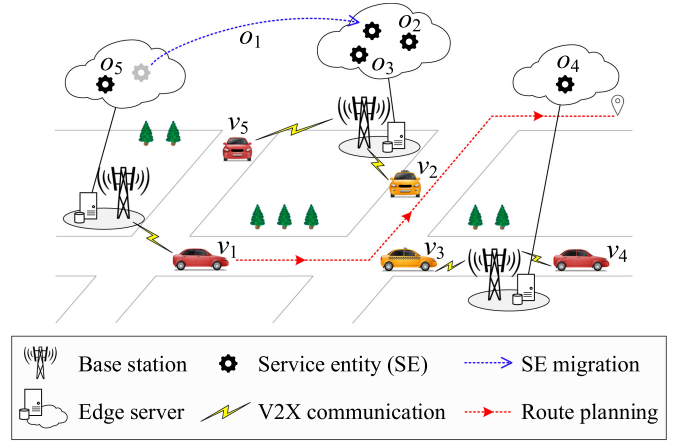 o₁
o₂
o₅
o₃
o₄
v₅
v₂
v₁
v₃
v₄
Base station
Service entity (SE)
SE migration
Edge server
V2X communication
Route planning